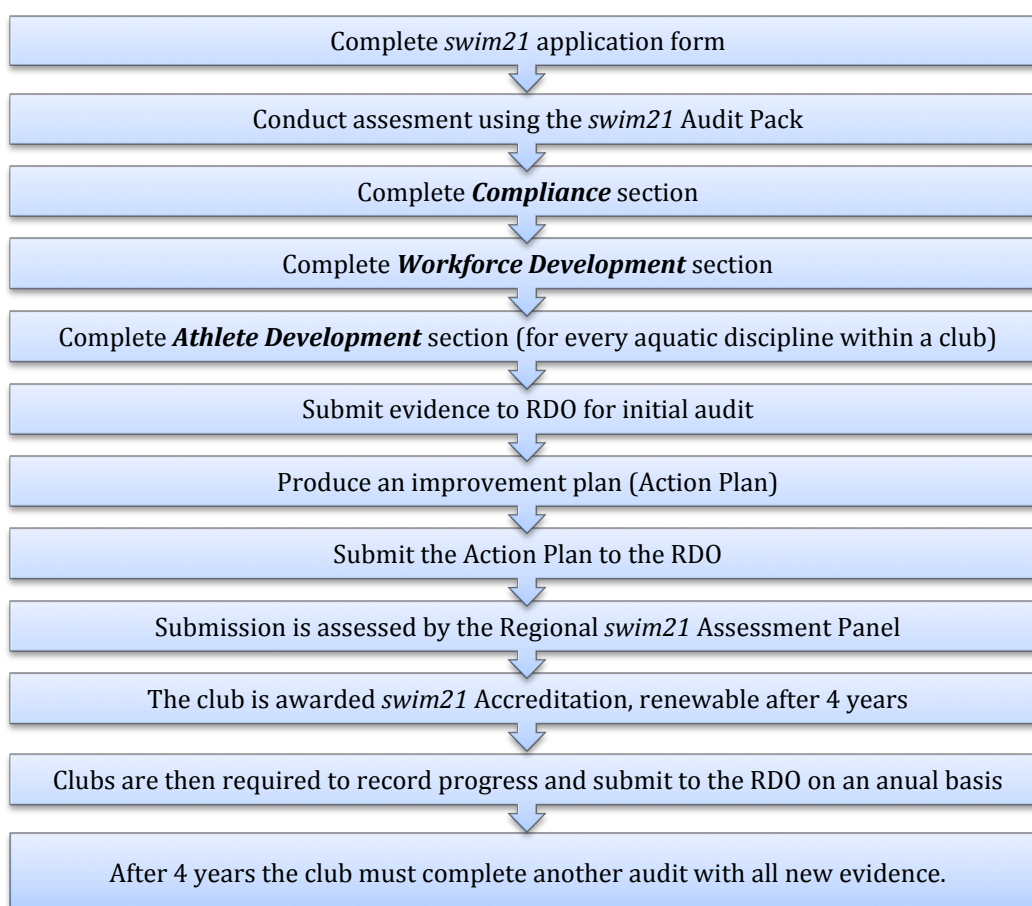 Complete swim21 application form
Conduct assesment using the swim21 Audit Pack
Complete Compliance section
Complete Workforce Development section
Complete Athlete Development section (for every aquatic discipline within a club)
Submit evidence to RDO for initial audit
Produce an improvement plan (Action Plan)
Submit the Action Plan to the RDO
Submission is assessed by the Regional swim21 Assessment Panel
The club is awarded swim21 Accreditation, renewable after 4 years
Clubs are then required to record progress and submit to the RDO on an anual basis
After 4 years the club must complete another audit with all new evidence.